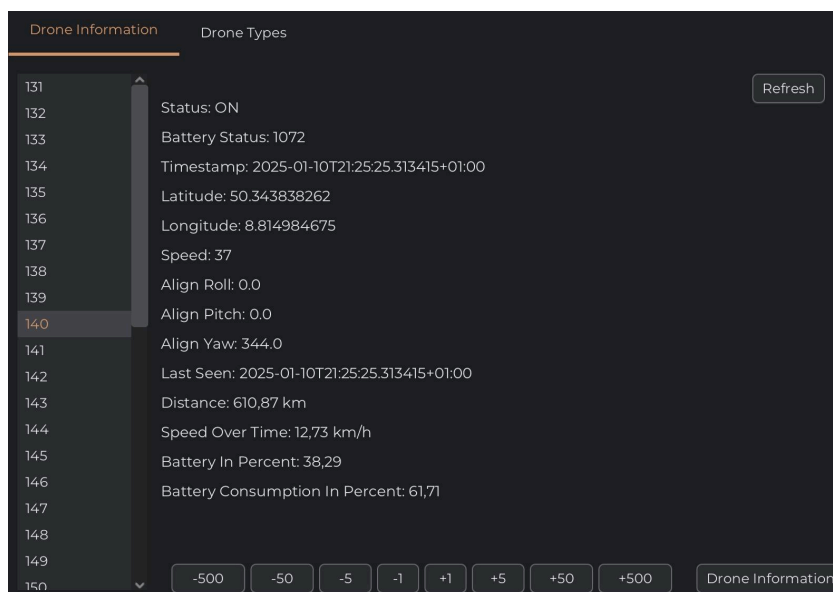 Drone Information
Drone Types
131
132
133
134
135
136
137
138
139
140
141
142
143
144
145
146
147
148
149
150
Refresh
Status: ON
Battery Status: 1072
Timestamp: 2025-01-10T21:25:25.313415+01:00
Latitude: 50.343838262
Longitude: 8.814984675
Speed: 37
Align Roll: 0.0
Align Pitch: 0.0
Align Yaw: 344.0
Last Seen: 2025-01-10T21:25:25.313415+01:00
Distance: 610,87 km
Speed Over Time: 12,73 km/h
Battery In Percent: 38,29
Battery Consumption In Percent: 61,71
-500 -50 -5 -1 +1 +5 +50 +500 Drone Information